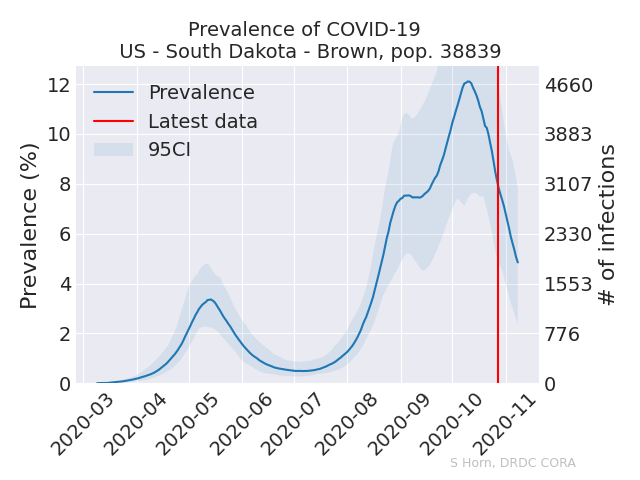 Prevalence of COVID-19
US - South Dakota - Brown, pop. 38839
Prevalence
Latest data
95CI
Prevalence (%)
12
10
8
6
4
2
0
4660
3883
3107
2330
1553
776
0
# of infections
2020-03
2020-04
2020-05
2020-06
2020-07
2020-08
2020-09
2020-10
2020-11
S Horn, DRDC CORA